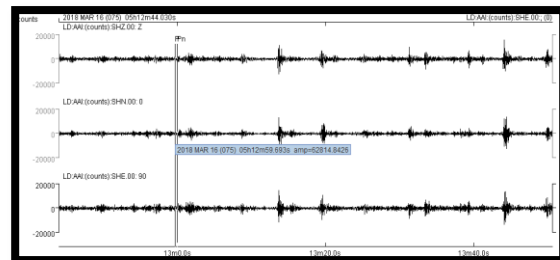 counts 2018 MAR 16 (075) 05h12m44.030s LD:AAI:(counts):SHE.00:; (0)
LD:AAI:(counts):SHZ.00: Z
20000
0
-20000
LD:AAI:(counts):SHN.00: 0
20000
0
-20000
2018 MAR 16 (075) 05h12m59.693s amp=62814.8426
LD:AAI:(counts):SHE.00: 90
20000
0
-20000
13m0.0s 13m20.0s 13m40.0s